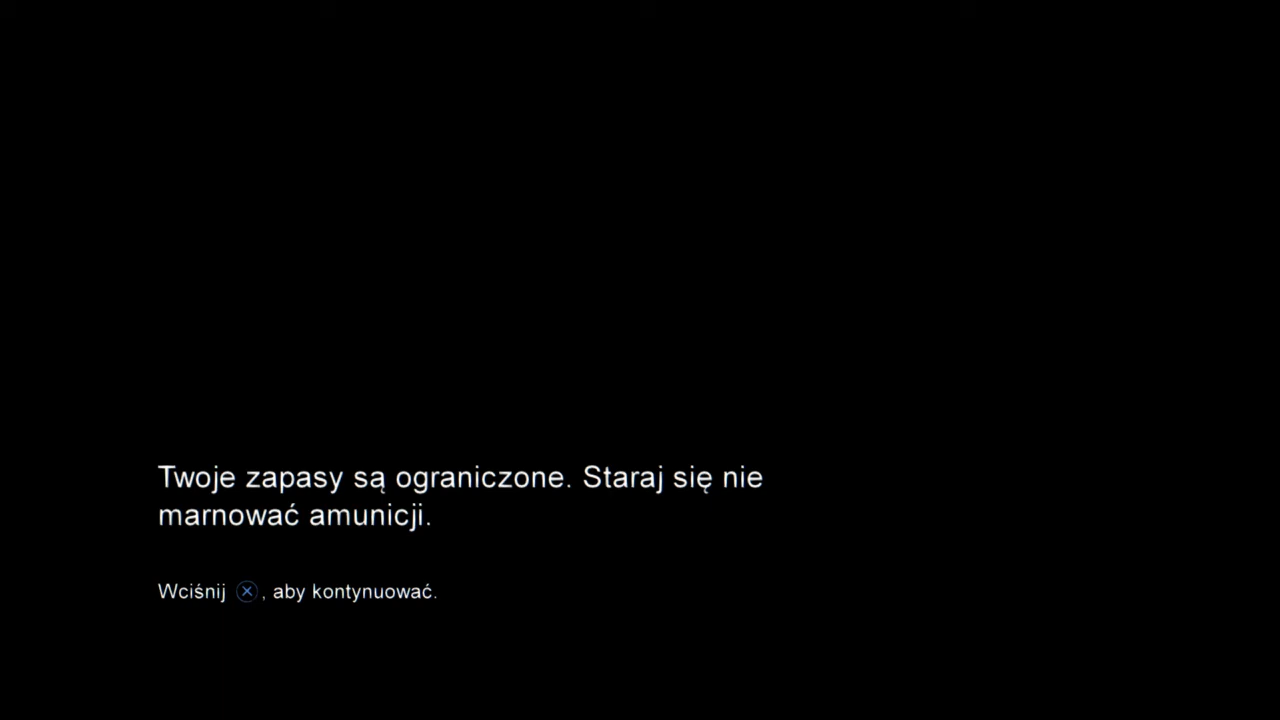 Twoje zapasy są ograniczone. Staraj się nie
marnować amunicji.
Wciśnij ⓧ, aby kontynuować.